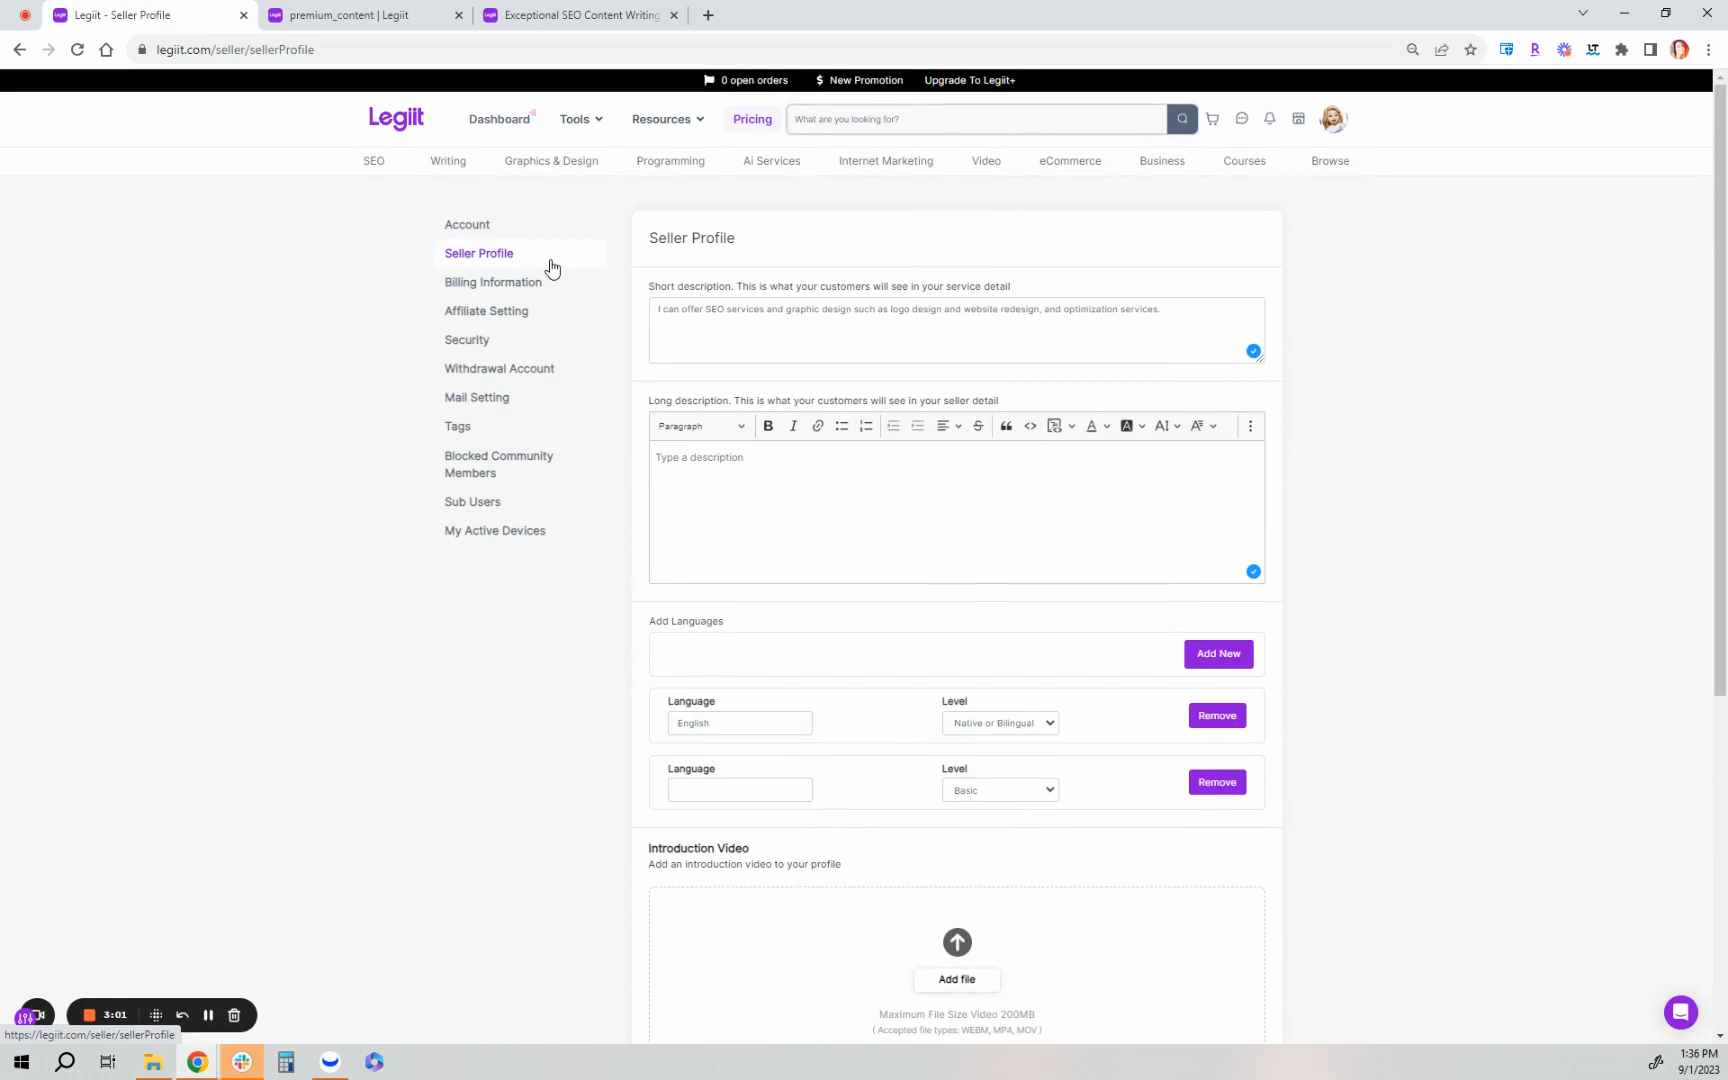 Legiit - Seller Profile
premium_content | Legiit
Exceptional SEO Content Writing
legiit.com/seller/sellerProfile
0 open orders
$ New Promotion
Upgrade To Legiit+
Legiit
Dashboard
Tools
Resources
Pricing
What are you looking for?
SEO
Writing
Graphics & Design
Programming
Ai Services
Internet Marketing
Video
eCommerce
Business
Courses
Browse
Account
Seller Profile
Billing Information
Affiliate Setting
Security
Withdrawal Account
Mail Setting
Tags
Blocked Community
Members
Sub Users
My Active Devices
Seller Profile
Short description. This is what your customers will see in your service detail
I can offer SEO services and graphic design such as logo design and website redesign, and optimization services.
Long description. This is what your customers will see in your seller detail
Paragraph
Type a description
Add Languages
Add New
Language
Level
English
Native or Bilingual
Remove
Language
Level
Basic
Remove
Introduction Video
Add an introduction video to your profile
Add file
Maximum File Size Video 200MB
( Accepted file types: WEBM, MP4, MOV )
3:01
https://legiit.com/seller/sellerProfile
1:36 PM
9/1/2023